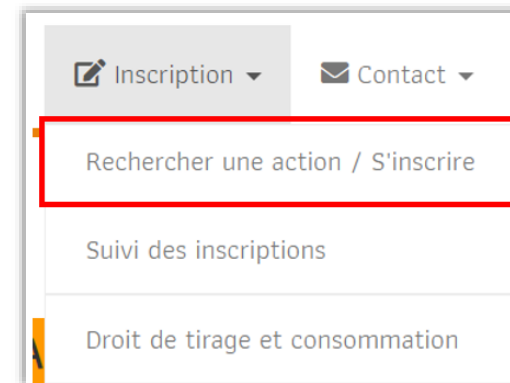 Inscription Contact
Rechercher une action / S'inscrire
Suivi des inscriptions
Droit de tirage et consommation